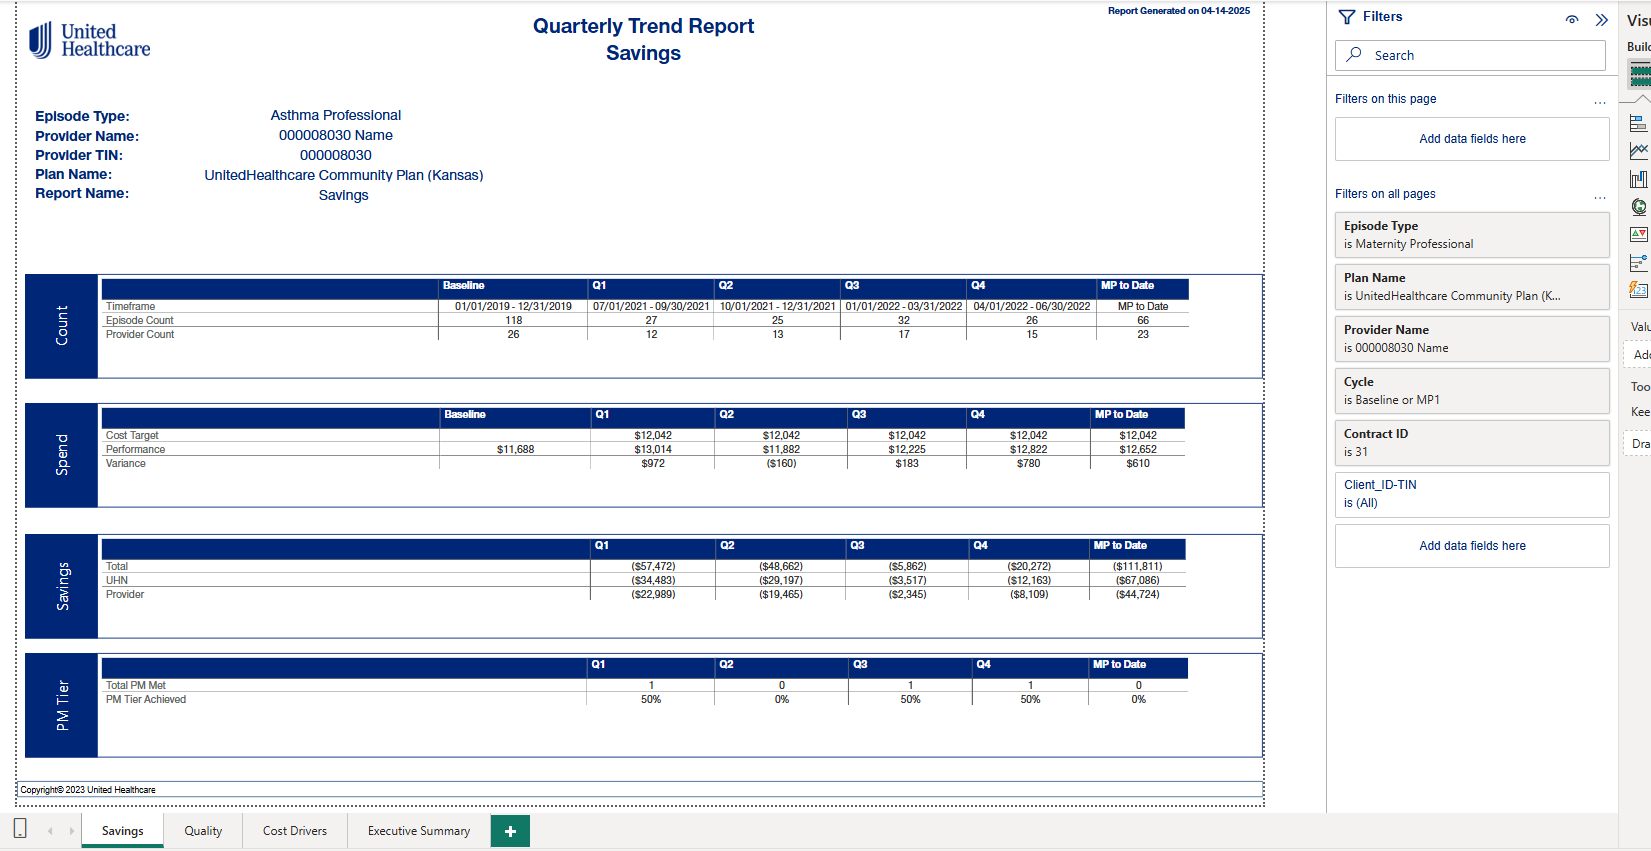 Report Generated on 04-14-2025
United
Healthcare
Quarterly Trend Report
Savings
Episode Type: Asthma Professional
Provider Name: 000008030 Name
Provider TIN: 000008030
Plan Name: UnitedHealthcare Community Plan (Kansas)
Report Name: Savings
Count
Baseline Q1 Q2 Q3 Q4 MP to Date
Timeframe 01/01/2019 - 12/31/2019 07/01/2021 - 09/30/2021 10/01/2021 - 12/31/2021 01/01/2022 - 03/31/2022 04/01/2022 - 06/30/2022 MP to Date
Episode Count 118 27 25 32 26 66
Provider Count 26 12 13 17 15 23
Spend
Baseline Q1 Q2 Q3 Q4 MP to Date
Cost Target $12,042 $12,042 $12,042 $12,042 $12,042
Performance $11,688 $13,014 $11,882 $12,225 $12,822 $12,652
Variance $972 ($160) $183 $780 $610
Savings
Q1 Q2 Q3 Q4 MP to Date
Total ($57,472) ($48,662) ($5,862) ($20,272) ($111,811)
UHN ($34,483) ($29,197) ($3,517) ($12,163) ($67,086)
Provider ($22,989) ($19,465) ($2,345) ($8,109) ($44,724)
PM Tier
Q1 Q2 Q3 Q4 MP to Date
Total PM Met 1 0 1 1 0
PM Tier Achieved 50% 0% 50% 50% 0%
Copyright© 2023 United Healthcare
Savings Quality Cost Drivers Executive Summary +
Filters
Search
Filters on this page ...
Add data fields here
Filters on all pages ...
Episode Type
is Maternity Professional
Plan Name
is UnitedHealthcare Community Plan (K...
Provider Name
is 000008030 Name
Cycle
is Baseline or MP1
Contract ID
is 31
Client_ID-TIN
is (All)
Add data fields here
Visu
Build
123
Valu
Add
Too
Kee
Dra